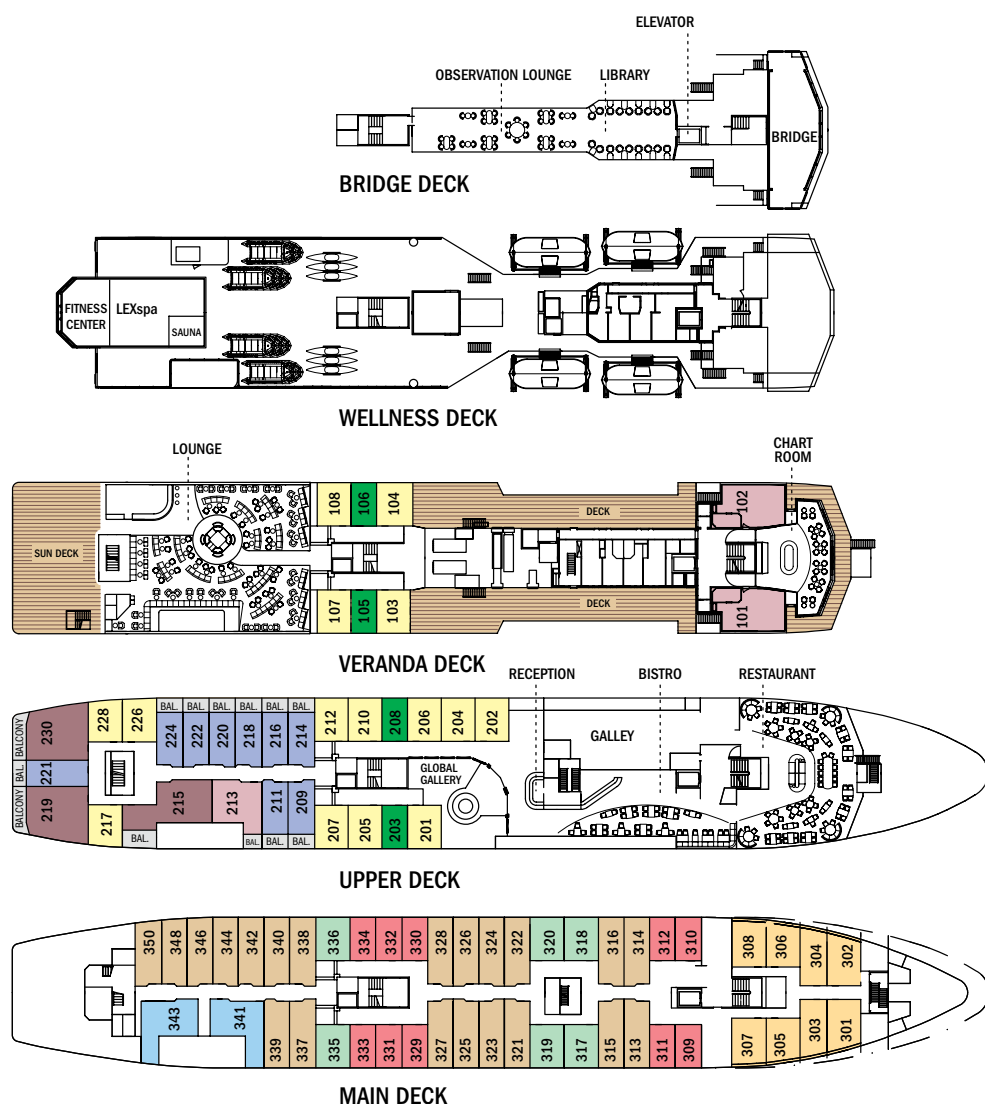 ELEVATOR
OBSERVATION LOUNGE
LIBRARY
BRIDGE
BRIDGE DECK
FITNESS
CENTER
LEXspa
SAUNA
WELLNESS DECK
LOUNGE
CHART
ROOM
108
106
104
102
DECK
SUN DECK
DECK
107
105
103
101
VERANDA DECK
RECEPTION
BISTRO
RESTAURANT
BALCONY
230
228
226
BAL.
BAL.
BAL.
BAL.
BAL.
BAL.
224
222
220
218
216
214
212
210
208
206
204
202
GALLEY
BAL.
221
GLOBAL
GALLERY
BALCONY
219
217
215
213
211
209
207
205
203
201
BAL.
BAL.
BAL.
BAL.
UPPER DECK
350
348
346
344
342
340
338
336
334
332
330
328
326
324
322
320
318
316
314
312
310
308
306
304
302
343
341
339
337
335
333
331
329
327
325
323
321
319
317
315
313
311
309
307
305
303
301
MAIN DECK